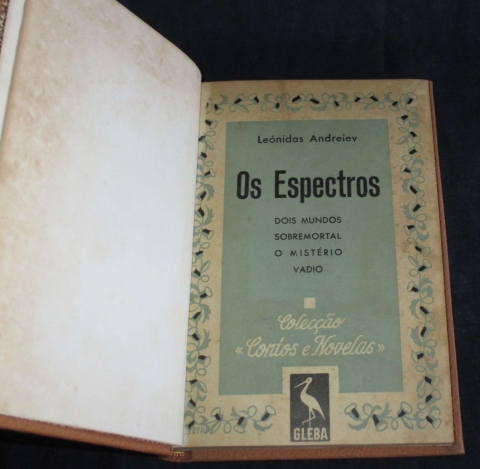 Leónidas Andreiev
Os Espectros
DOIS MUNDOS
SOBREMORTAL
O MISTÉRIO
VADIO
Colecção
« Contos e Novelas »
GLEBA